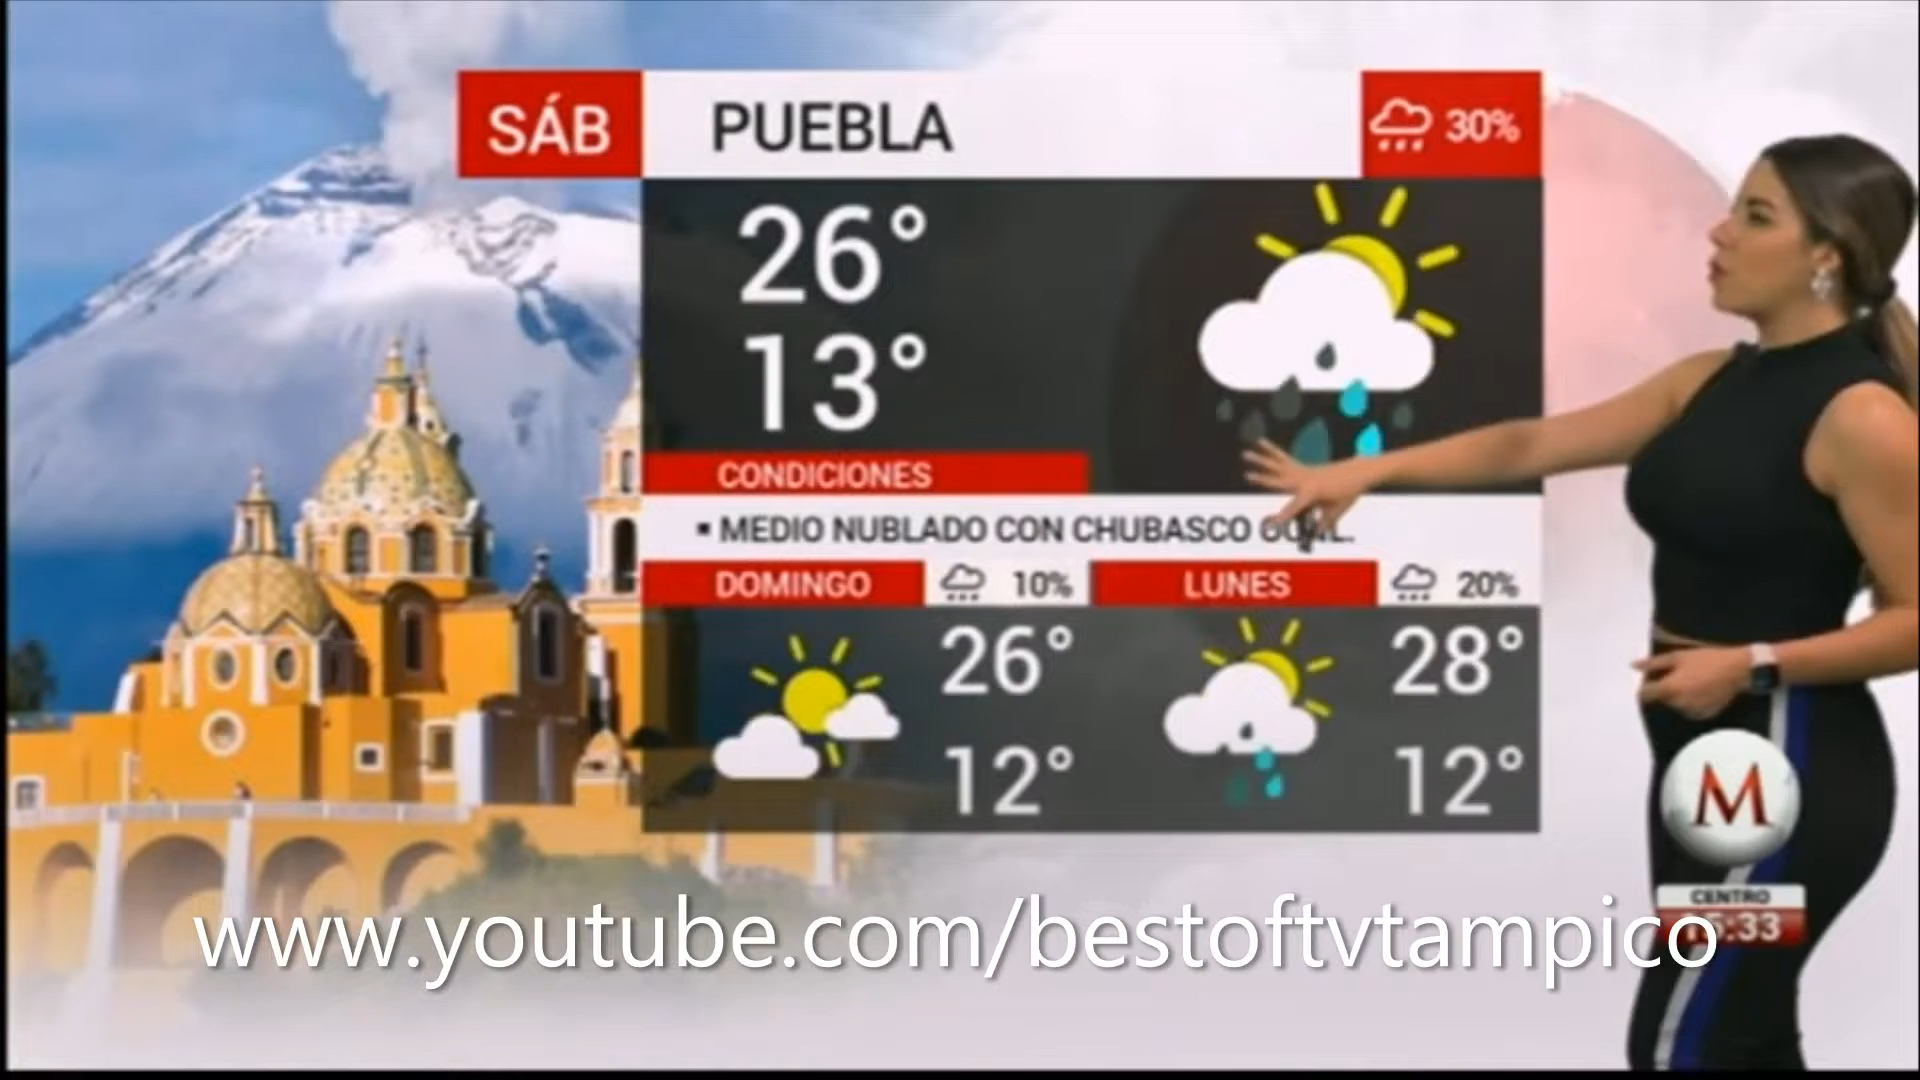 SÁB
PUEBLA
30%
26°
13°
CONDICIONES
▪ MEDIO NUBLADO CON CHUBASCO
DOMINGO
10%
LUNES
20%
26°
12°
28°
12°
M
CENTRO
www.youtube.com/bestoftvtampico